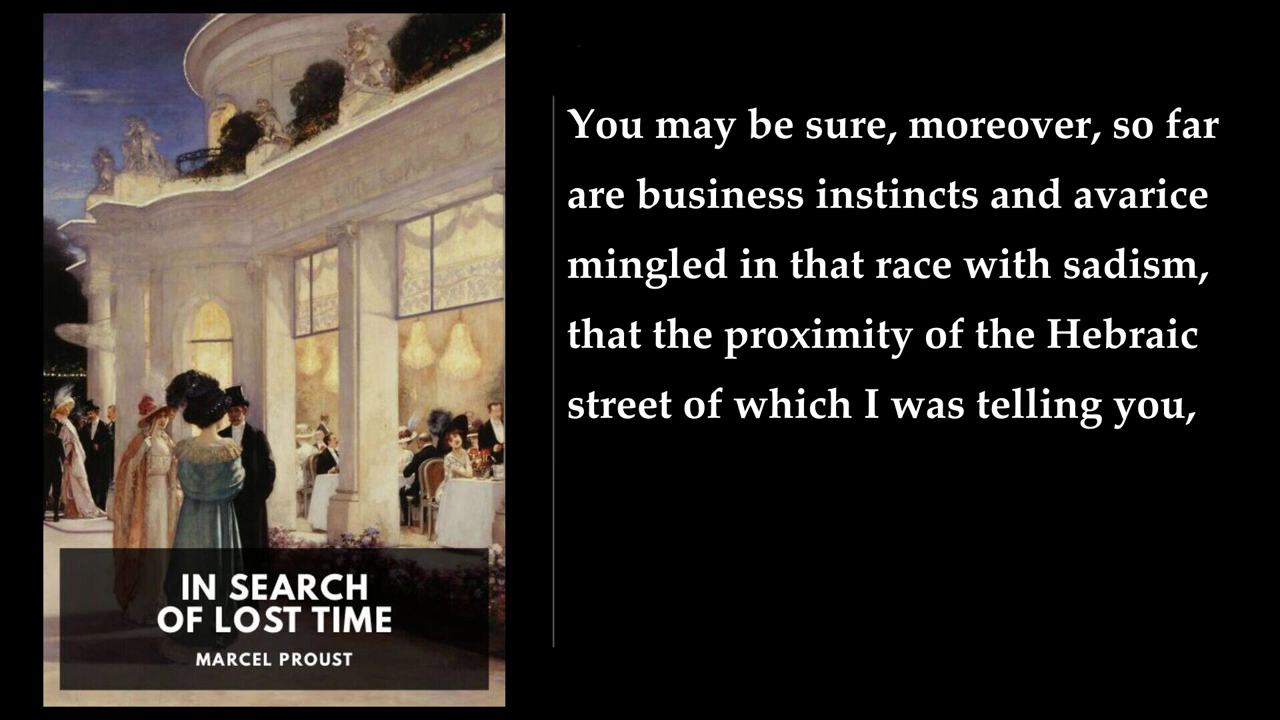 IN SEARCH
OF LOST TIME
MARCEL PROUST
You may be sure, moreover, so far
are business instincts and avarice
mingled in that race with sadism,
that the proximity of the Hebraic
street of which I was telling you,